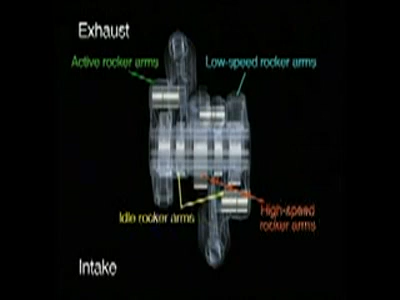 Exhaust
Active rocker arms
Low-speed rocker arms
Idle rocker arms
High-speed
rocker arms
Intake